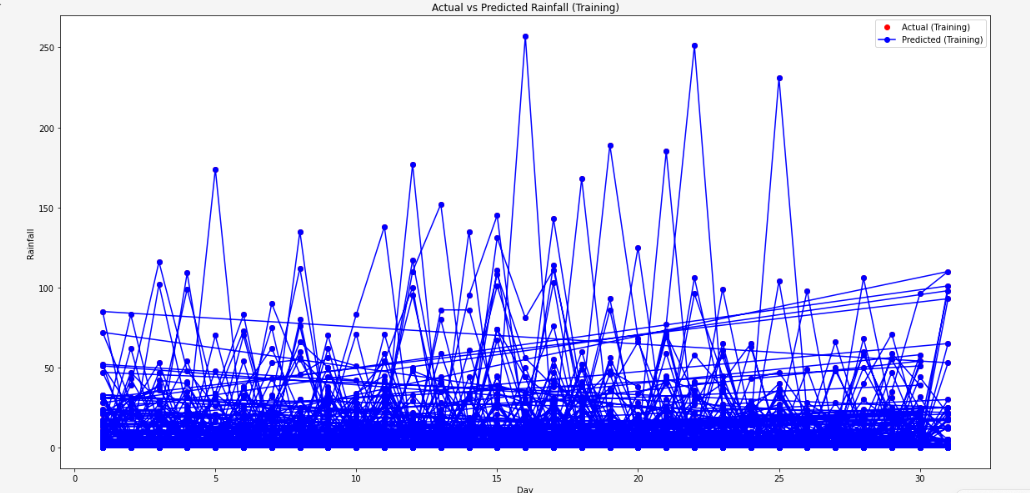 Actual vs Predicted Rainfall (Training)
Actual (Training)
Predicted (Training)
250
200
150
100
50
0
Rainfall
0 5 10 15 20 25 30
Day